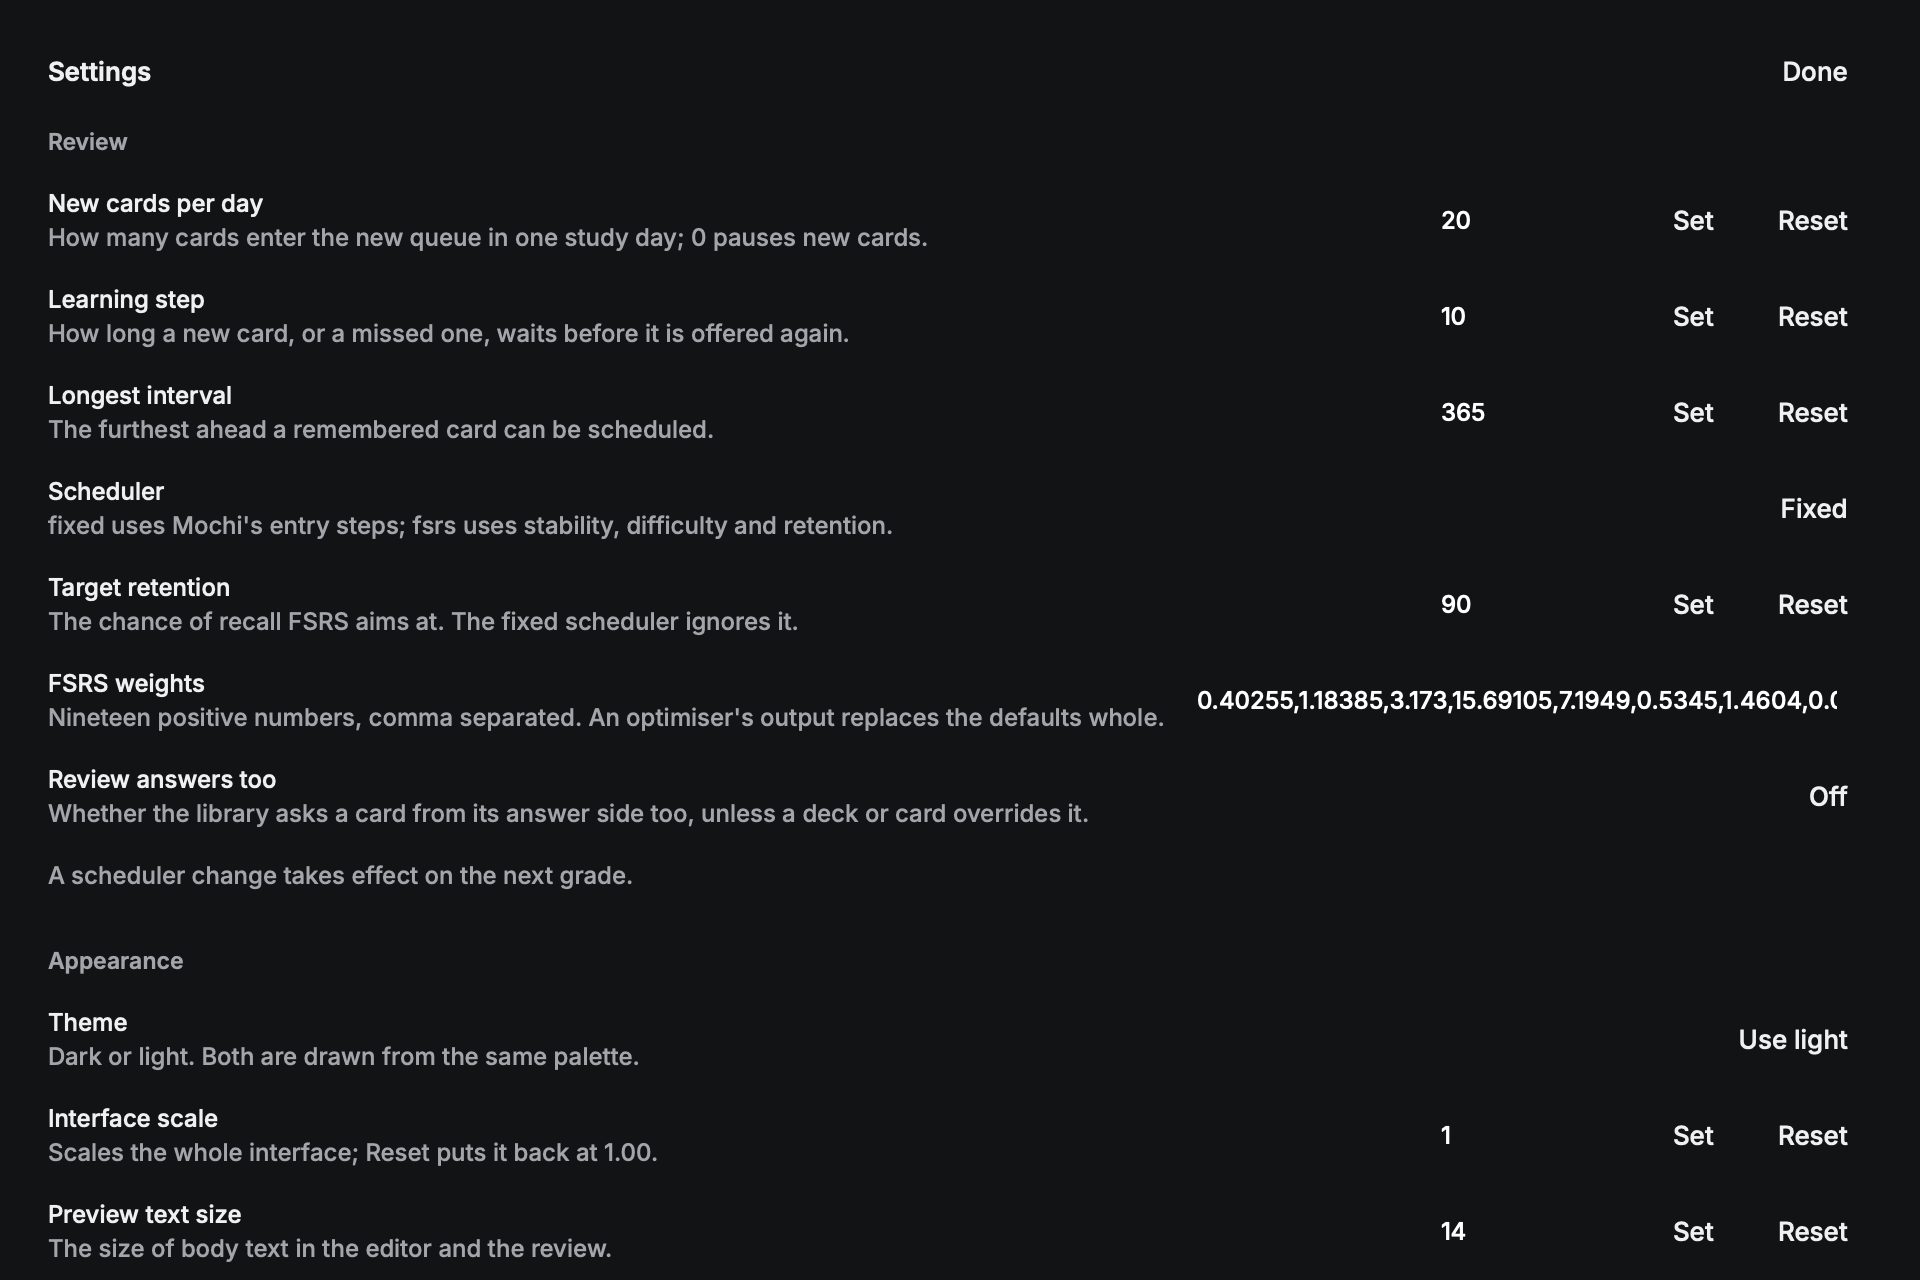 Settings
Done
Review
New cards per day
How many cards enter the new queue in one study day; 0 pauses new cards.
20
Set
Reset
Learning step
How long a new card, or a missed one, waits before it is offered again.
10
Set
Reset
Longest interval
The furthest ahead a remembered card can be scheduled.
365
Set
Reset
Scheduler
fixed uses Mochi's entry steps; fsrs uses stability, difficulty and retention.
Fixed
Target retention
The chance of recall FSRS aims at. The fixed scheduler ignores it.
90
Set
Reset
FSRS weights
Nineteen positive numbers, comma separated. An optimiser's output replaces the defaults whole.
0.40255,1.18385,3.173,15.69105,7.1949,0.5345,1.4604,0.0
Review answers too
Whether the library asks a card from its answer side too, unless a deck or card overrides it.
Off
A scheduler change takes effect on the next grade.
Appearance
Theme
Dark or light. Both are drawn from the same palette.
Use light
Interface scale
Scales the whole interface; Reset puts it back at 1.00.
1
Set
Reset
Preview text size
The size of body text in the editor and the review.
14
Set
Reset